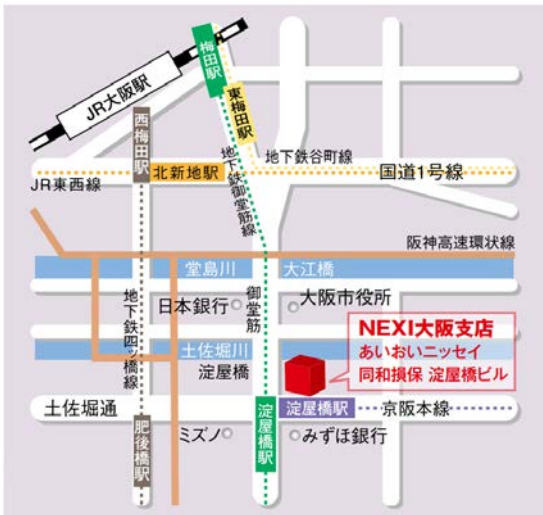 梅田駅
JR大阪駅
東梅田駅
西梅田駅
地下鉄谷町線
北新地駅
国道1号線
JR東西線
地下鉄御堂筋線
阪神高速環状線
堂島川
大江橋
地下鉄四ッ橋線
日本銀行
御堂筋
大阪市役所
NEXI大阪支店
あいおいニッセイ
同和損保 淀屋橋ビル
土佐堀川
淀屋橋
土佐堀通
淀屋橋駅
京阪本線
淀屋橋駅
肥後橋駅
ミズノ
みずほ銀行